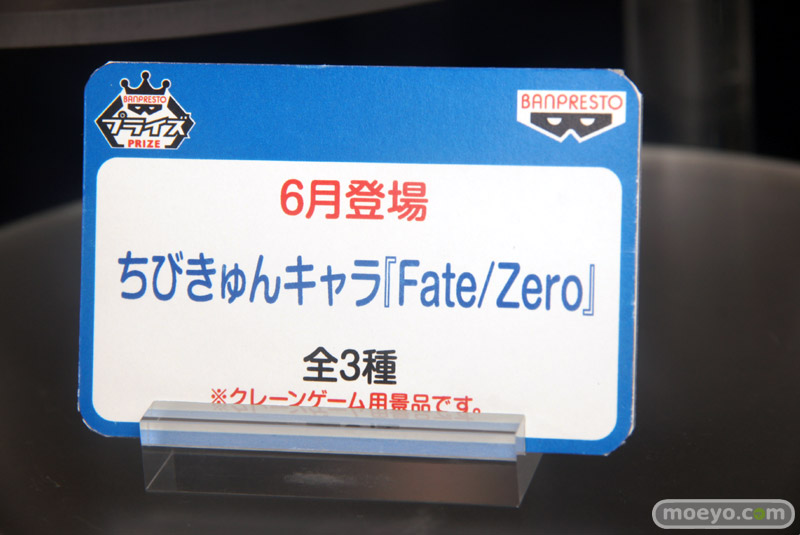 BANPRESTO
プライズ
PRIZE
BANPRESTO
6月登場
ちびきゅんキャラ『Fate/Zero』
全3種
※クレーンゲーム用景品です。
moeyo.com